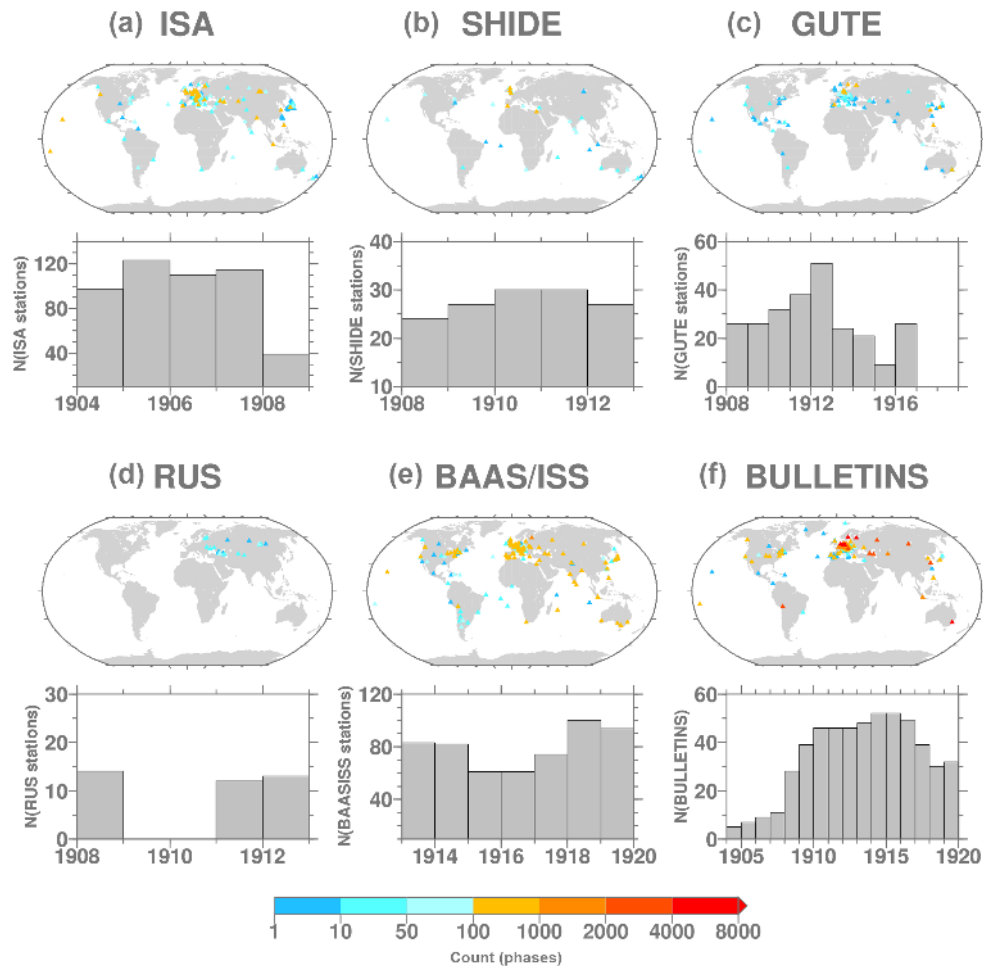 (a) ISA
(b) SHIDE
(c) GUTE
N(ISA stations)
120
80
40
1904 1906 1908
N(SHIDE stations)
40
30
20
10
1908 1910 1912
N(GUTE stations)
60
40
20
0
1908 1912 1916
(d) RUS
(e) BAAS/ISS
(f) BULLETINS
N(RUS stations)
30
20
10
0
1908 1910 1912
N(BAASISS stations)
120
80
40
1914 1916 1918 1920
N(BULLETINS)
60
40
20
0
1905 1910 1915 1920
1 10 50 100 1000 2000 4000 8000
Count (phases)